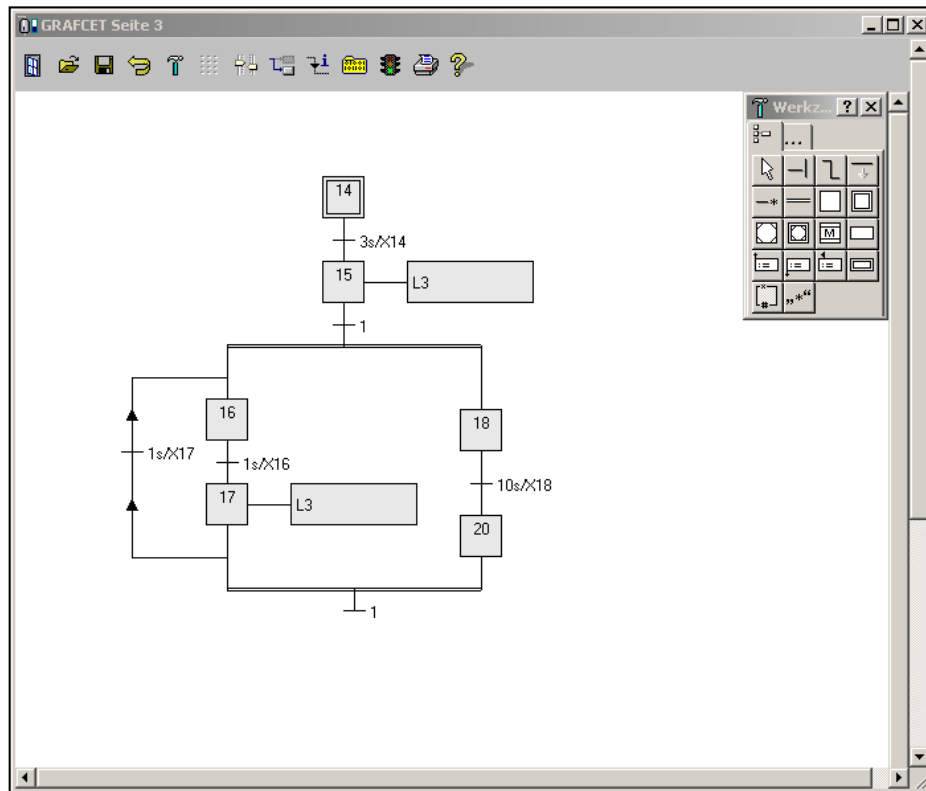 GRAFCET Seite 3
Werkz...
...
M
:=
:= := 
[*#] „*“
14
3s/X14
15 L3
1
16 18
1s/X17 1s/X16
10s/X18
17 L3
20
1